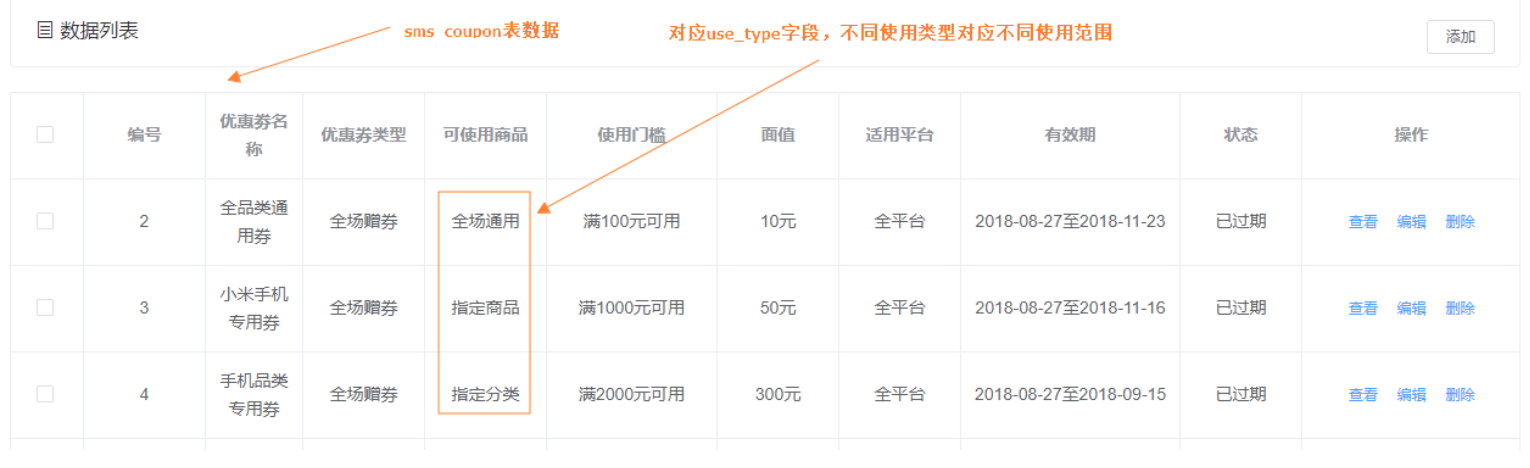 数据列表
sms_coupon表数据
对应use_type字段，不同使用类型对应不同使用范围
添加
编号
优惠券名
称
优惠券类型
可使用商品
使用门槛
面值
适用平台
有效期
状态
操作
2
全品类通
用券
全场赠券
全场通用
满100元可用
10元
全平台
2018-08-27至2018-11-23
已过期
查看 编辑 删除
3
小米手机
专用券
全场赠券
指定商品
满1000元可用
50元
全平台
2018-08-27至2018-11-16
已过期
查看 编辑 删除
4
手机品类
专用券
全场赠券
指定分类
满2000元可用
300元
全平台
2018-08-27至2018-09-15
已过期
查看 编辑 删除